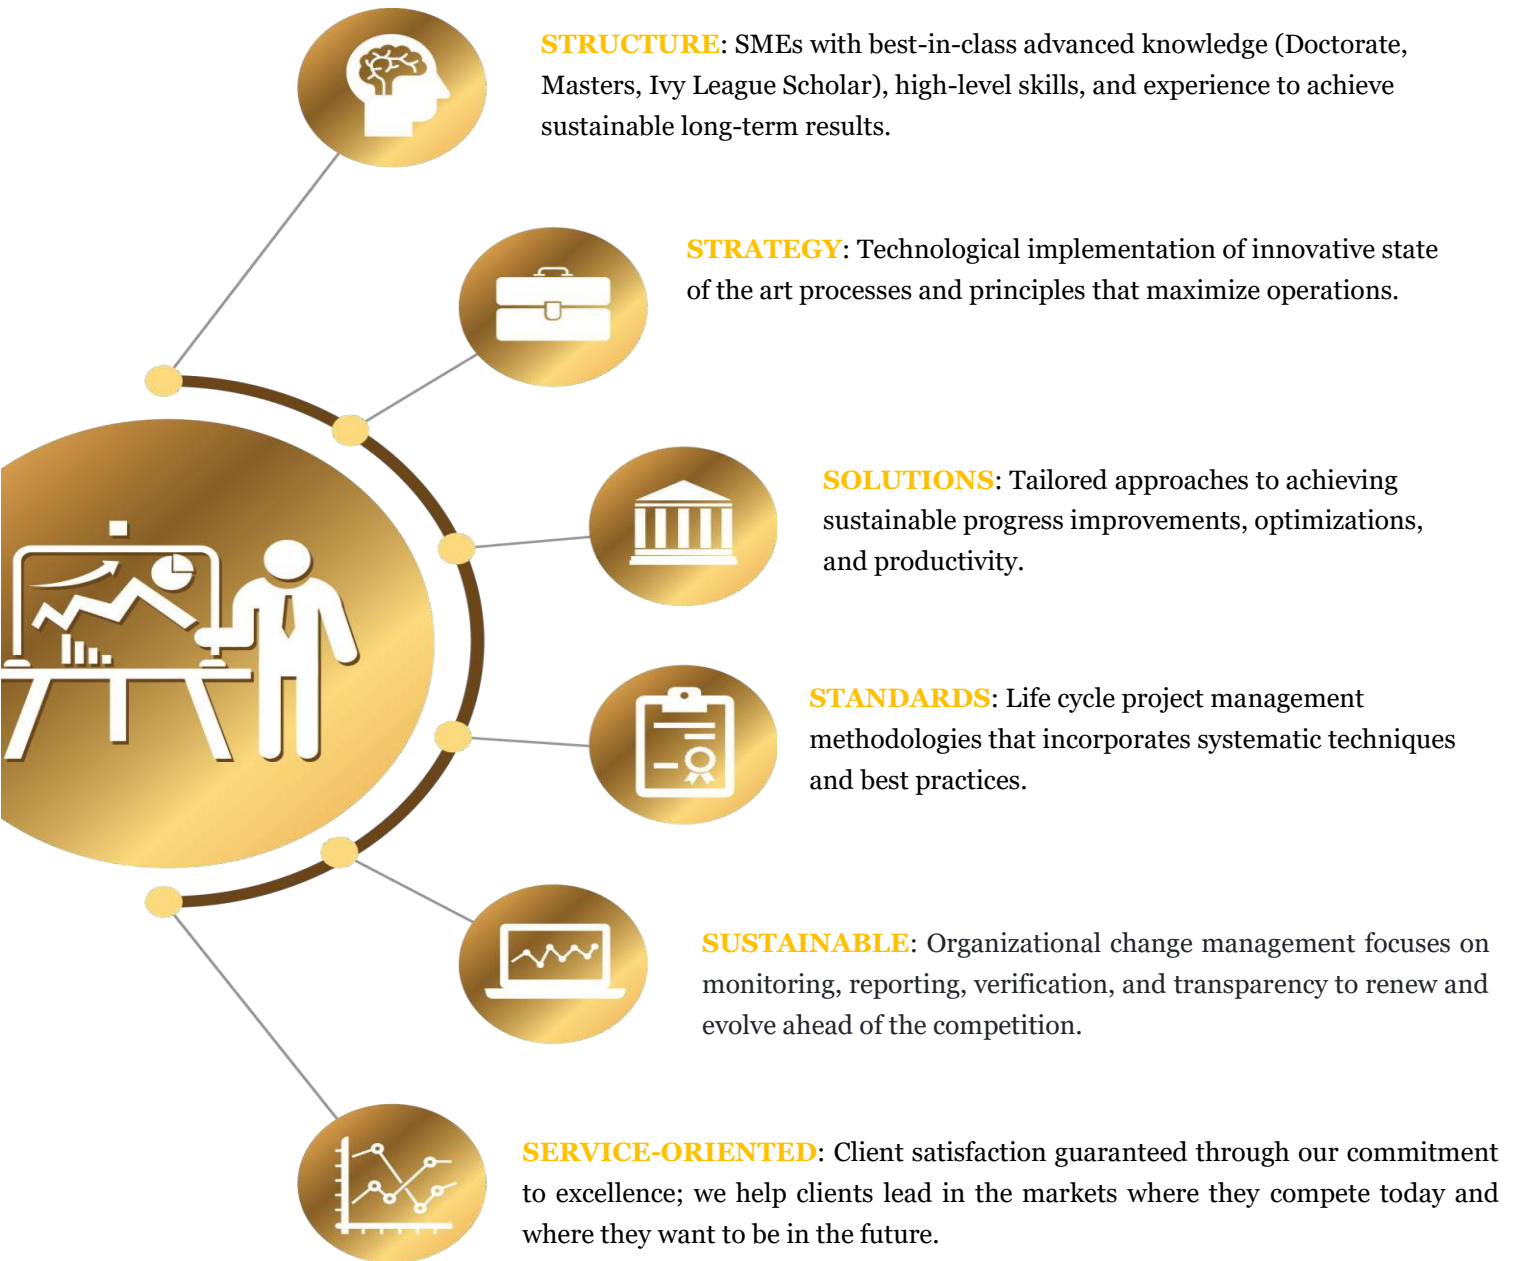 STRUCTURE: SMEs with best-in-class advanced knowledge (Doctorate,
Masters, Ivy League Scholar), high-level skills, and experience to achieve
sustainable long-term results.
STRATEGY: Technological implementation of innovative state
of the art processes and principles that maximize operations.
SOLUTIONS: Tailored approaches to achieving
sustainable progress improvements, optimizations,
and productivity.
STANDARDS: Life cycle project management
methodologies that incorporates systematic techniques
and best practices.
SUSTAINABLE: Organizational change management focuses on
monitoring, reporting, verification, and transparency to renew and
evolve ahead of the competition.
SERVICE-ORIENTED: Client satisfaction guaranteed through our commitment
to excellence; we help clients lead in the markets where they compete today and
where they want to be in the future.